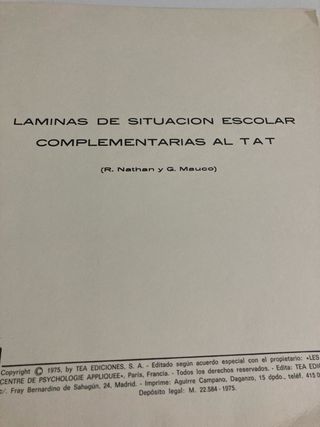 LAMINAS DE SITUACION ESCOLAR
COMPLEMENTARIAS AL TAT
(R. Nathan y G. Mauco)
Copyright © 1975, by TEA EDICIONES, S. A. - Editado según acuerdo especial con el propietario: «LES
CENTRE DE PSYCHOLOGIE APPLIQUEE», París, Francia. - Todos los derechos reservados. - Edita: TEA EDI
c/. Fray Bernardino de Sahagún, 24, Madrid. - Imprime: Aguirre Campano, Daganzo, 15 dpdo., teléf. 415 0
Depósito legal: M. 22.584 - 1975.